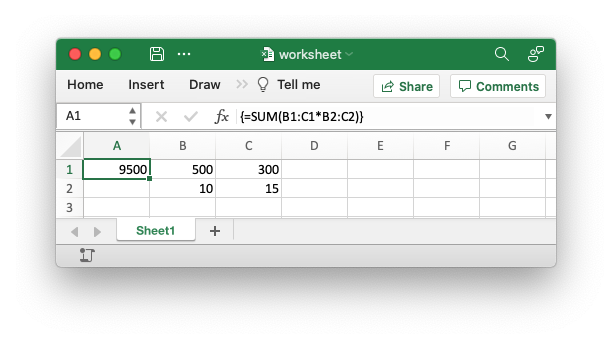 worksheet
Home Insert Draw Tell me Share Comments
A1 fx {=SUM(B1:C1*B2:C2)}
A B C D E F G
1 9500 500 300
2 10 15
3
Sheet1 +